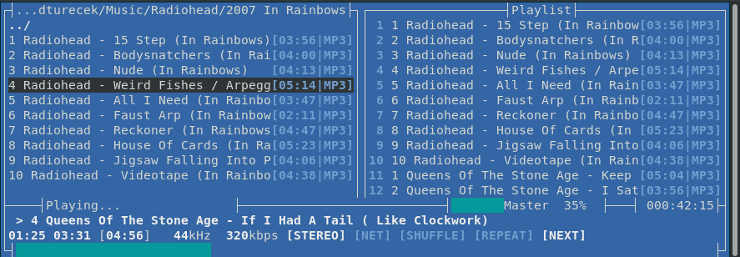 ...dturecek/Music/Radiohead/2007 In Rainbows
../
1 Radiohead - 15 Step (In Rainbows)[03:56|MP3]
2 Radiohead - Bodysnatchers (In Rai[04:00|MP3]
3 Radiohead - Nude (In Rainbows) [04:13|MP3]
4 Radiohead - Weird Fishes / Arpegg[05:14|MP3]
5 Radiohead - All I Need (In Rainbo[03:47|MP3]
6 Radiohead - Faust Arp (In Rainbow[02:11|MP3]
7 Radiohead - Reckoner (In Rainbows[04:47|MP3]
8 Radiohead - House Of Cards (In Ra[05:23|MP3]
9 Radiohead - Jigsaw Falling Into P[04:06|MP3]
10 Radiohead - Videotape (In Rainbo[04:38|MP3]
Playlist
1 1 Radiohead - 15 Step (In Rainbow[03:56|MP3]
2 2 Radiohead - Bodysnatchers (In R[04:00|MP3]
3 3 Radiohead - Nude (In Rainbows) [04:13|MP3]
4 4 Radiohead - Weird Fishes / Arpe[05:14|MP3]
5 5 Radiohead - All I Need (In Rain[03:47|MP3]
6 6 Radiohead - Faust Arp (In Rainb[02:11|MP3]
7 7 Radiohead - Reckoner (In Rainbo[04:47|MP3]
8 8 Radiohead - House Of Cards (In [05:23|MP3]
9 9 Radiohead - Jigsaw Falling Into[04:06|MP3]
10 10 Radiohead - Videotape (In Rain[04:38|MP3]
11 1 Queens Of The Stone Age - Keep [05:04|MP3]
12 2 Queens Of The Stone Age - I Sat[03:56|MP3]
Playing... Master 35% 000:42:15
> 4 Queens Of The Stone Age - If I Had A Tail ( Like Clockwork)
01:25 03:31 [04:56] 44kHz 320kbps [STEREO] [NET] [SHUFFLE] [REPEAT] [NEXT]